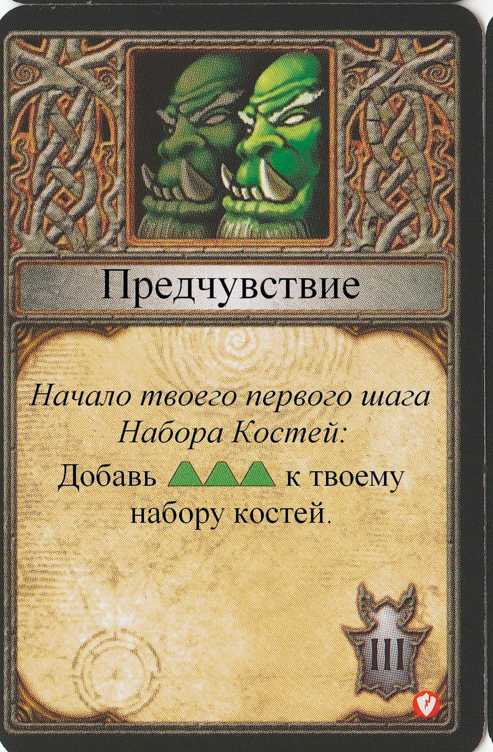 Предчувствие
Начало твоего первого шага
Набора Костей:
Добавь к твоему
набору костей.
III